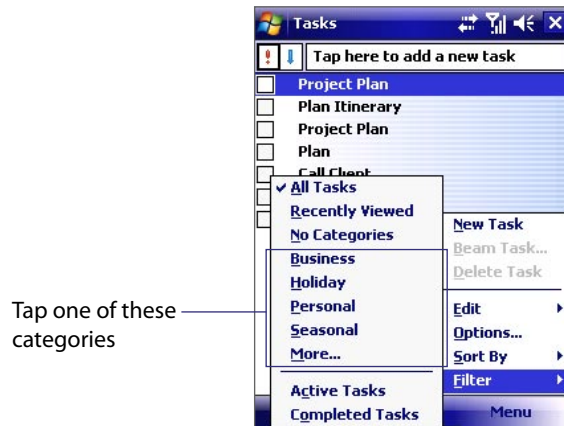 Tasks
Tap here to add a new task
Project Plan
Plan Itinerary
Project Plan
Plan
Call Client
All Tasks
Recently Viewed
No Categories
Business
Holiday
Personal
Seasonal
More...
Active Tasks
Completed Tasks
New Task
Beam Task...
Delete Task
Edit
Options...
Sort By
Filter
Menu
Tap one of these
categories